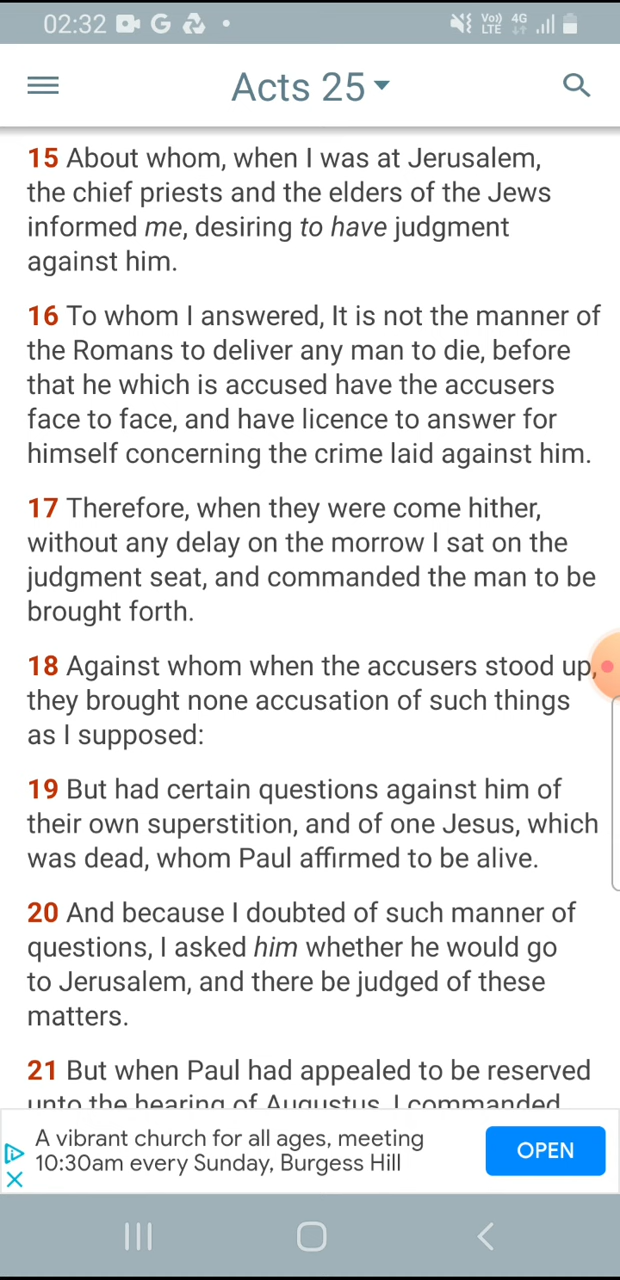 02:32
Vo)) LTE 4G
Acts 25
15 About whom, when I was at Jerusalem,
the chief priests and the elders of the Jews
informed me, desiring to have judgment
against him.
16 To whom I answered, It is not the manner of
the Romans to deliver any man to die, before
that he which is accused have the accusers
face to face, and have licence to answer for
himself concerning the crime laid against him.
17 Therefore, when they were come hither,
without any delay on the morrow I sat on the
judgment seat, and commanded the man to be
brought forth.
18 Against whom when the accusers stood up,
they brought none accusation of such things
as I supposed:
19 But had certain questions against him of
their own superstition, and of one Jesus, which
was dead, whom Paul affirmed to be alive.
20 And because I doubted of such manner of
questions, I asked him whether he would go
to Jerusalem, and there be judged of these
matters.
21 But when Paul had appealed to be reserved
unto the hearing of Augustus, I commanded
A vibrant church for all ages, meeting
10:30am every Sunday, Burgess Hill
OPEN